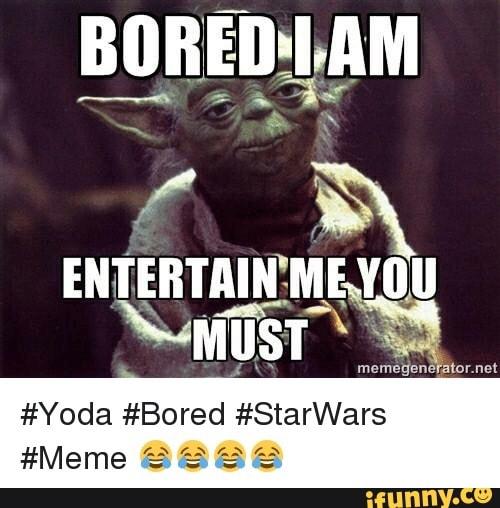 BORED I AM
ENTERTAIN ME YOU
MUST
memegenerator.net
#Yoda #Bored #StarWars
#Meme 😂😂😂😂
ifunny.co